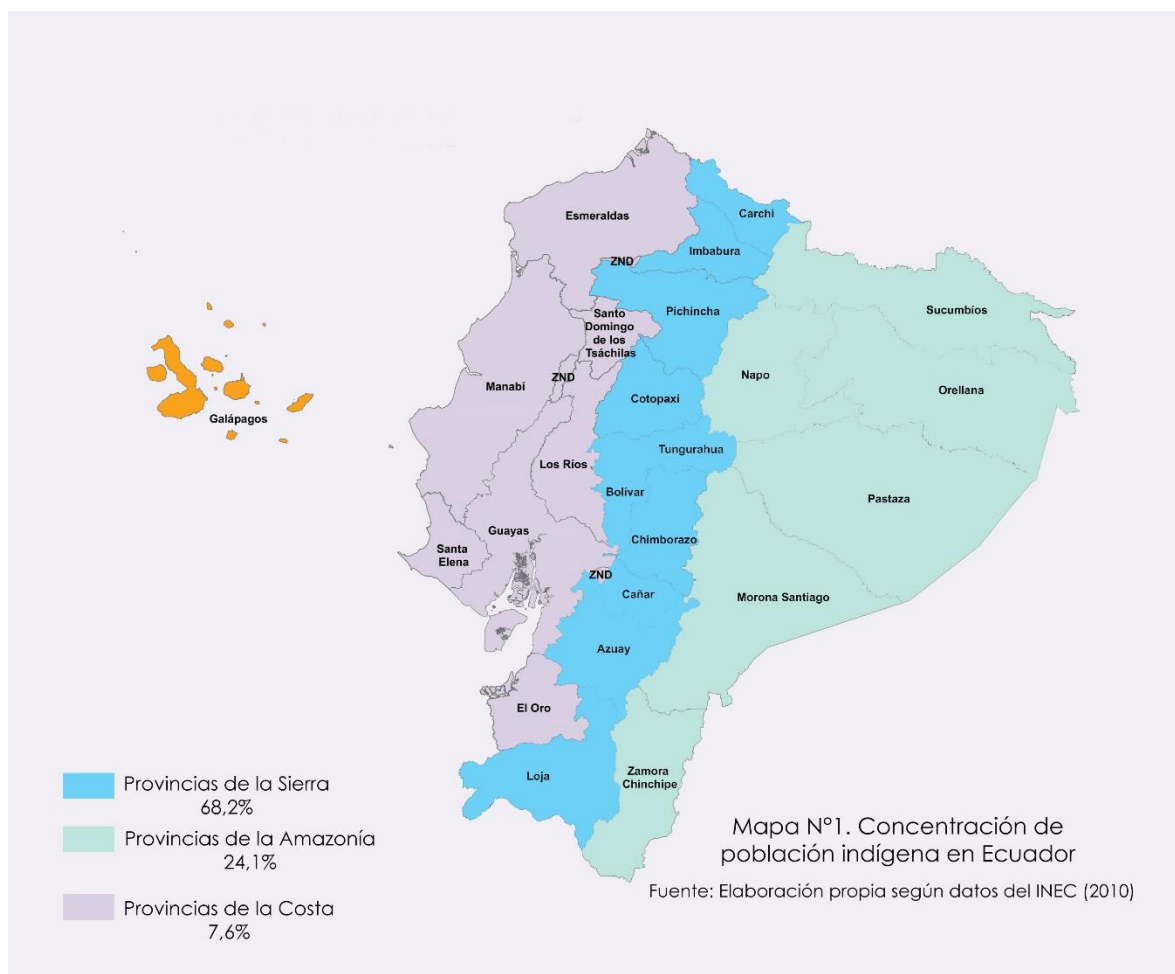 Carchi
Esmeraldas
Imbabura
ZND
Pichincha
Sucumbíos
Santo
Domingo
de los
Tsáchilas
Napo
ZND
Manabí
Orellana
Cotopaxi
Galápagos
Tungurahua
Los Ríos
Bolívar
Pastaza
Guayas
Chimborazo
Santa
Elena
ZND
Cañar
Morona Santiago
Azuay
El Oro
Loja
Zamora
Chinchipe
Provincias de la Sierra
68,2%
Provincias de la Amazonía
24,1%
Provincias de la Costa
7,6%
Mapa N°1. Concentración de
población indígena en Ecuador
Fuente: Elaboración propia según datos del INEC (2010)